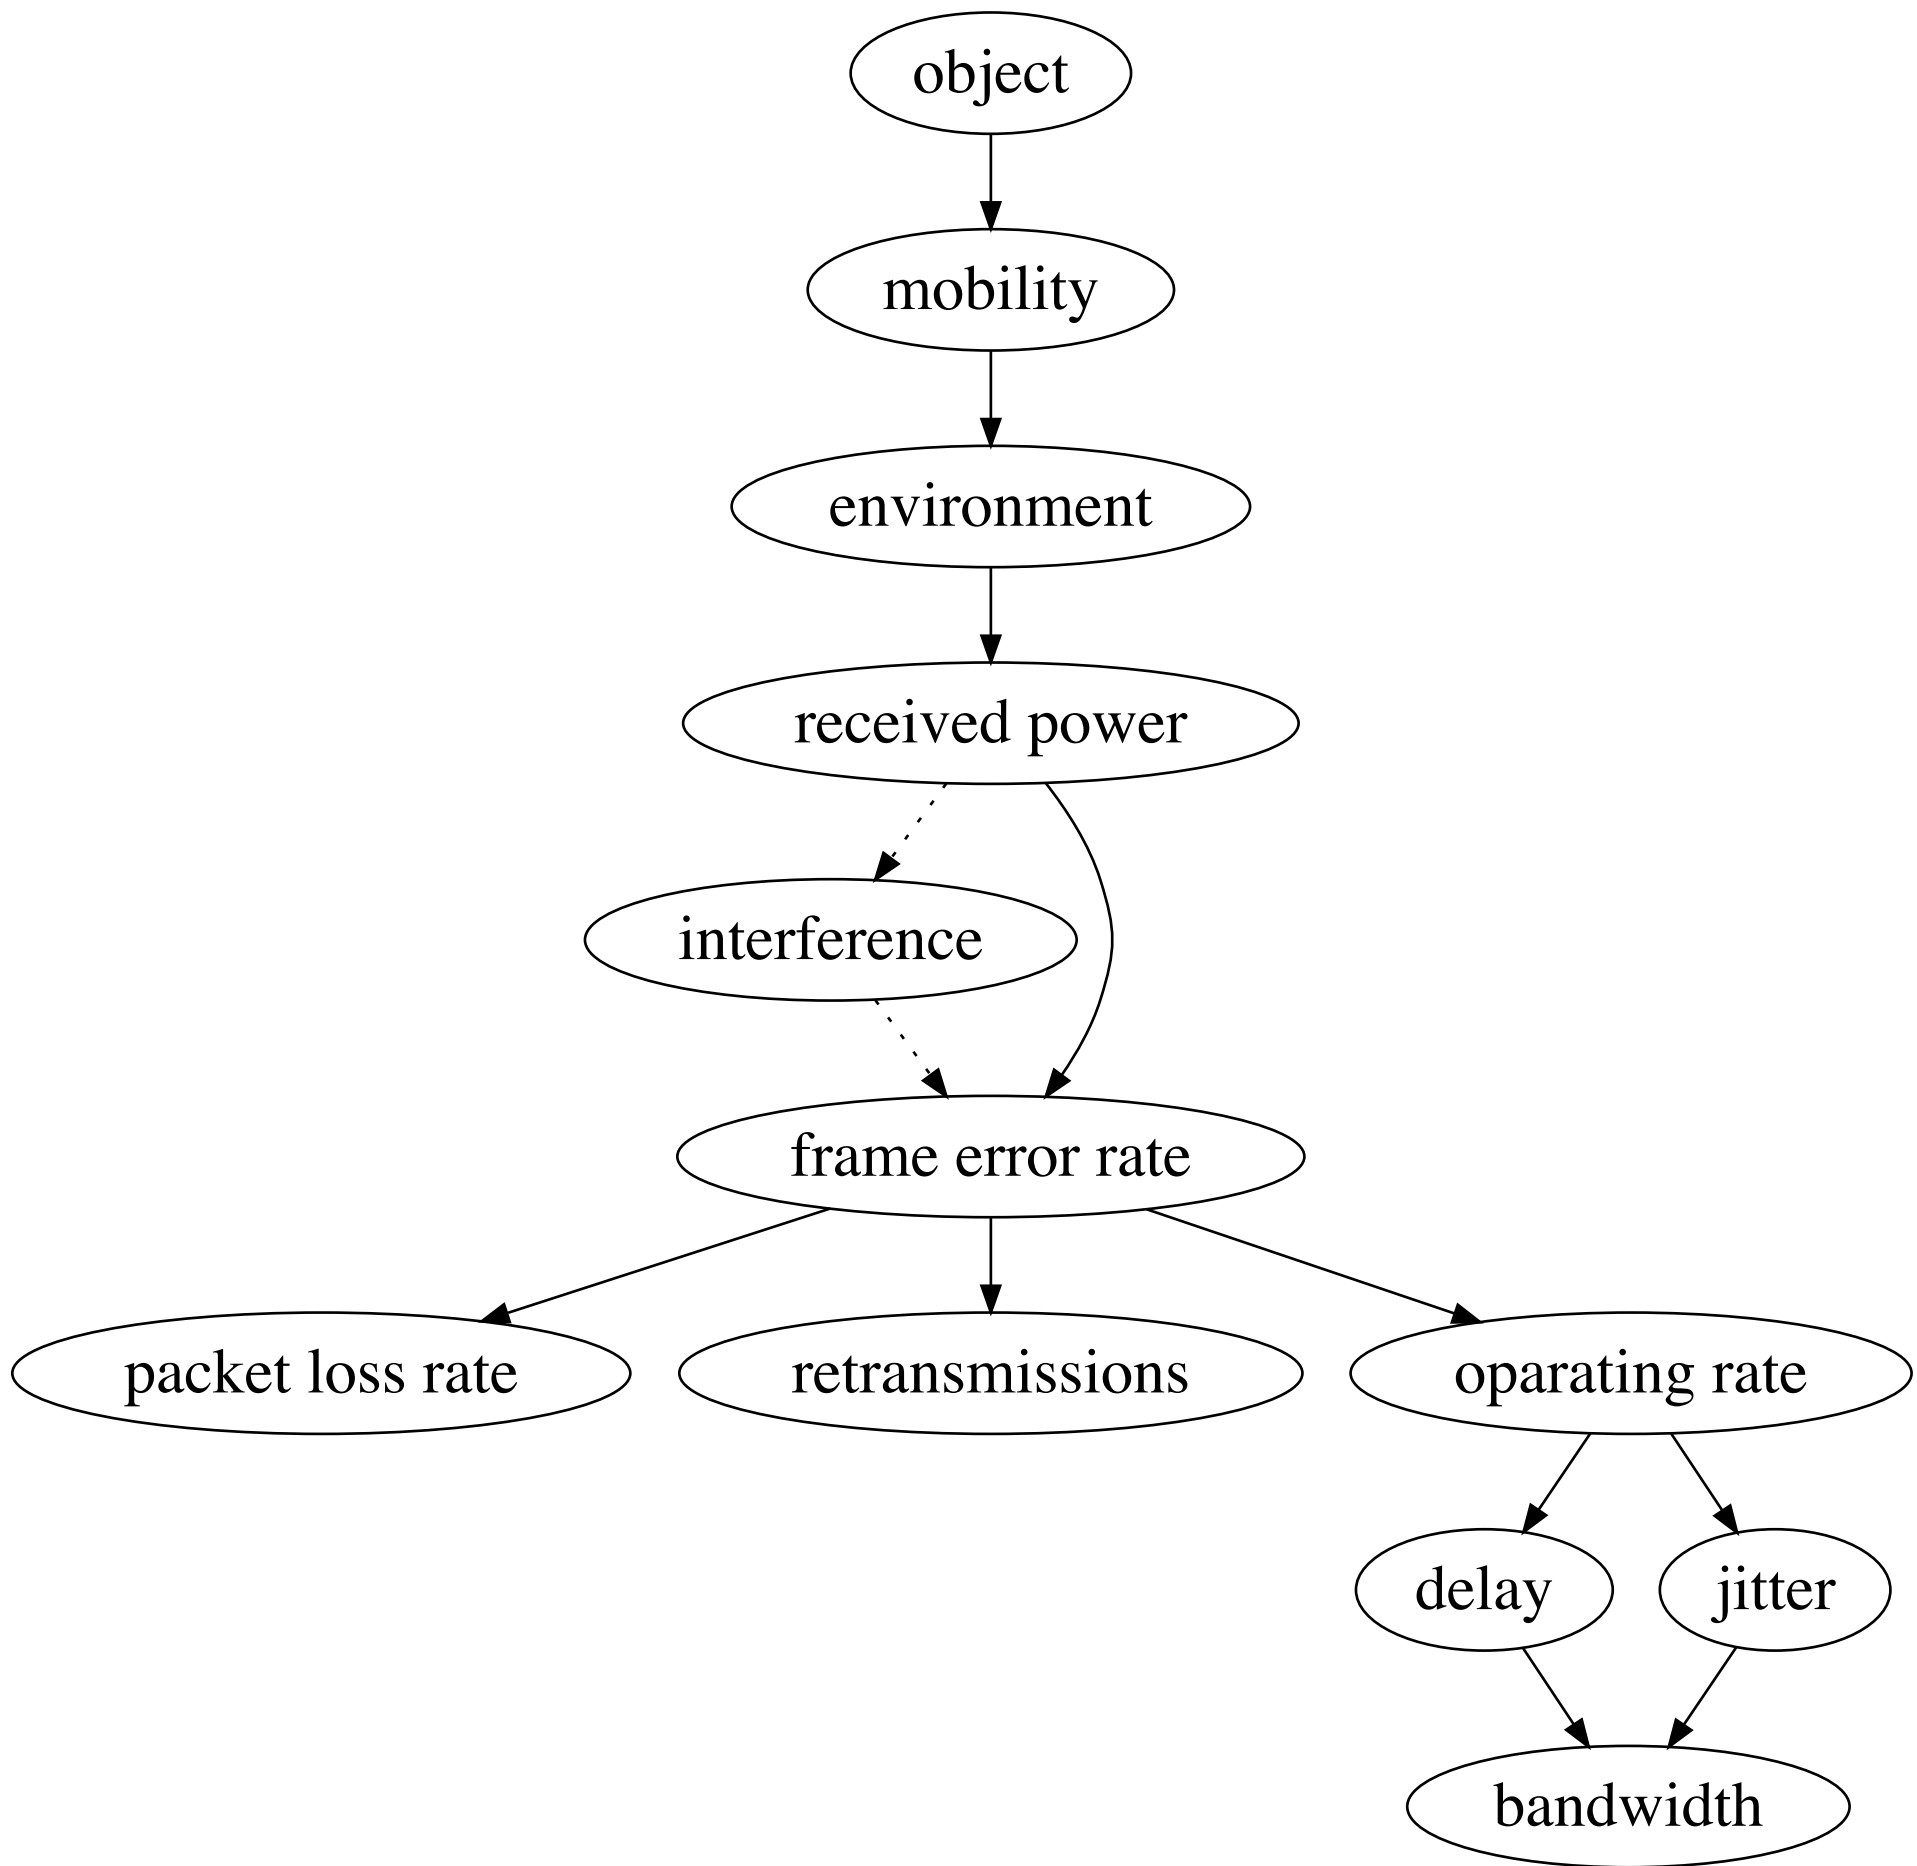 object
mobility
environment
received power
interference
frame error rate
packet loss rate
retransmissions
oparating rate
delay
jitter
bandwidth